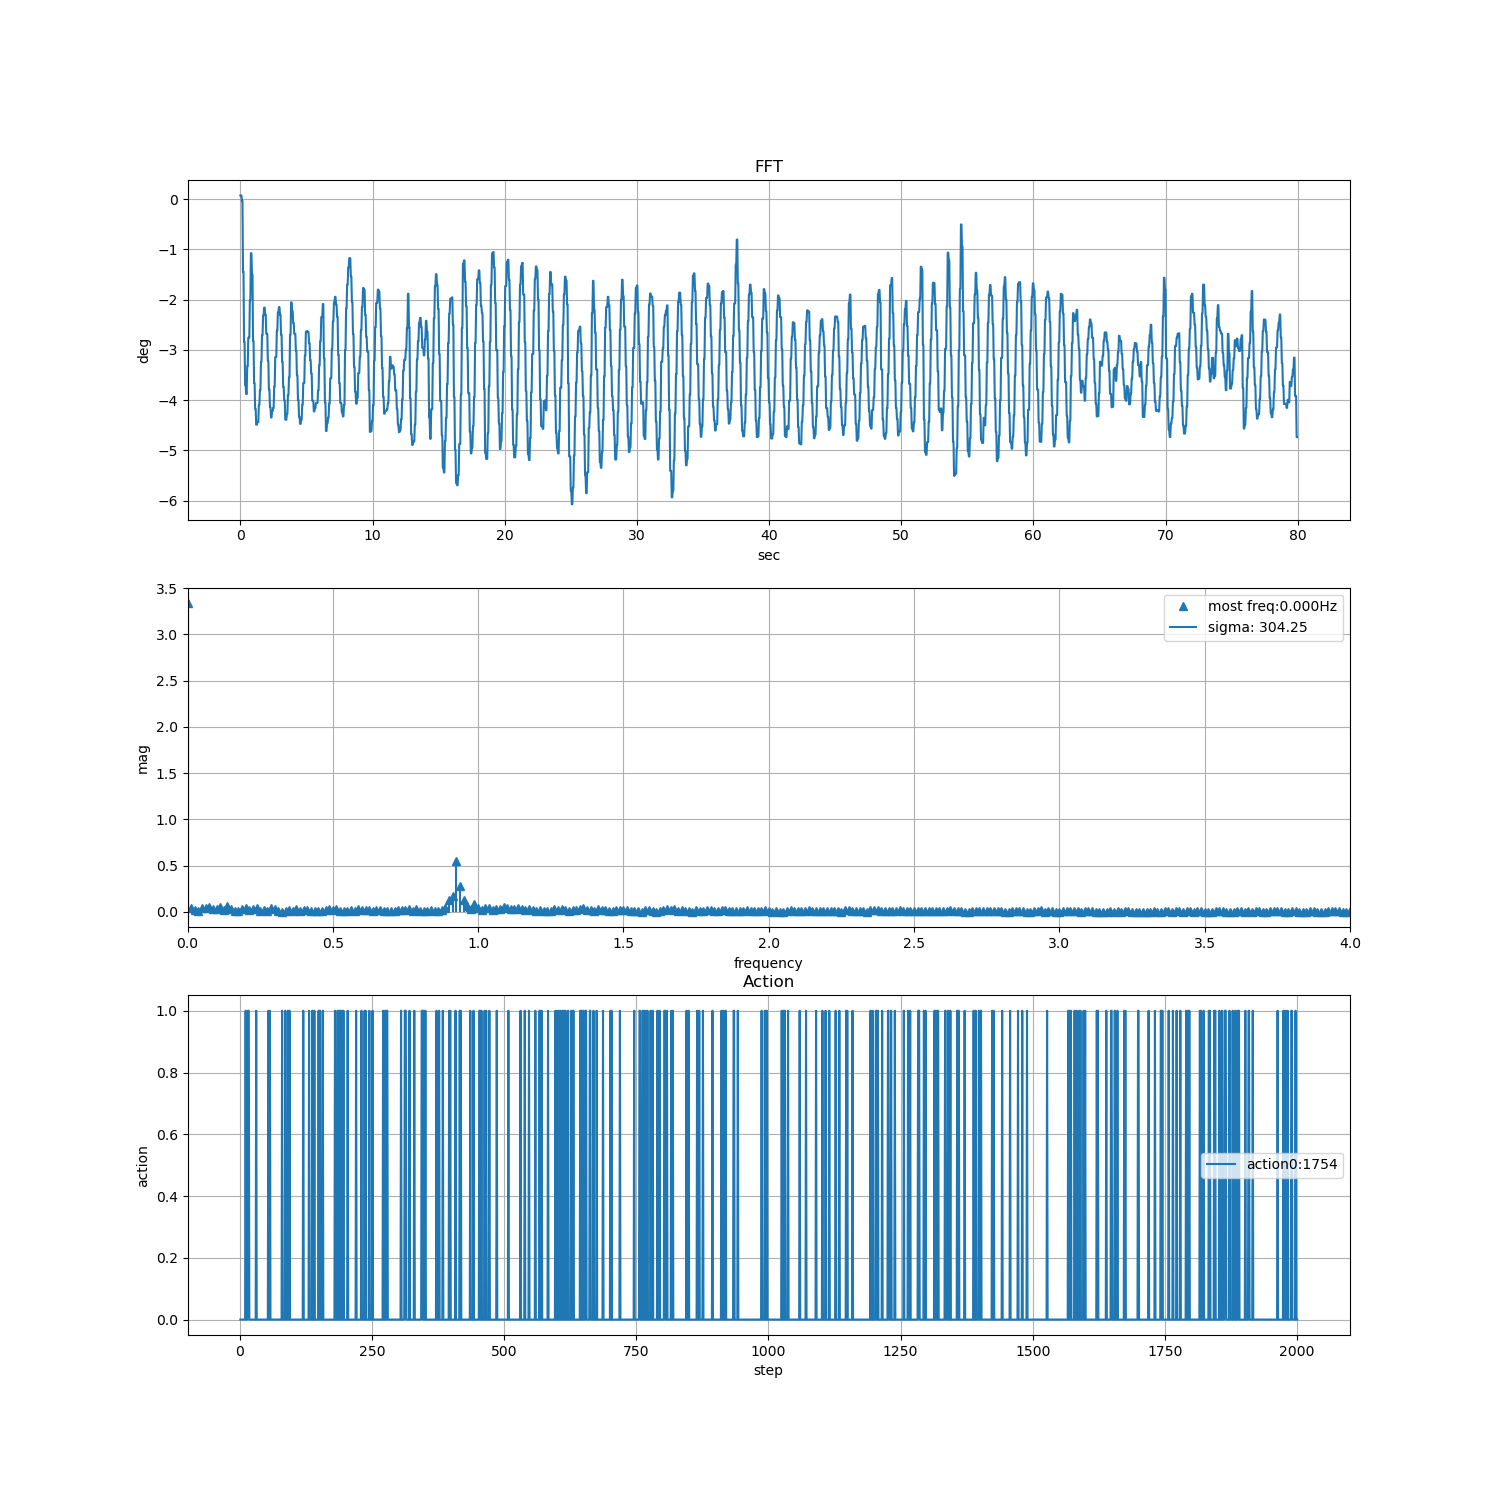 FFT
0
−1
−2
−3
−4
−5
−6
deg
0 10 20 30 40 50 60 70 80
sec
3.5
3.0
2.5
2.0
1.5
1.0
0.5
0.0
mag
most freq:0.000Hz
sigma: 304.25
0.0 0.5 1.0 1.5 2.0 2.5 3.0 3.5 4.0
frequency
Action
1.0
0.8
0.6
0.4
0.2
0.0
action
action0:1754
0 250 500 750 1000 1250 1500 1750 2000
step